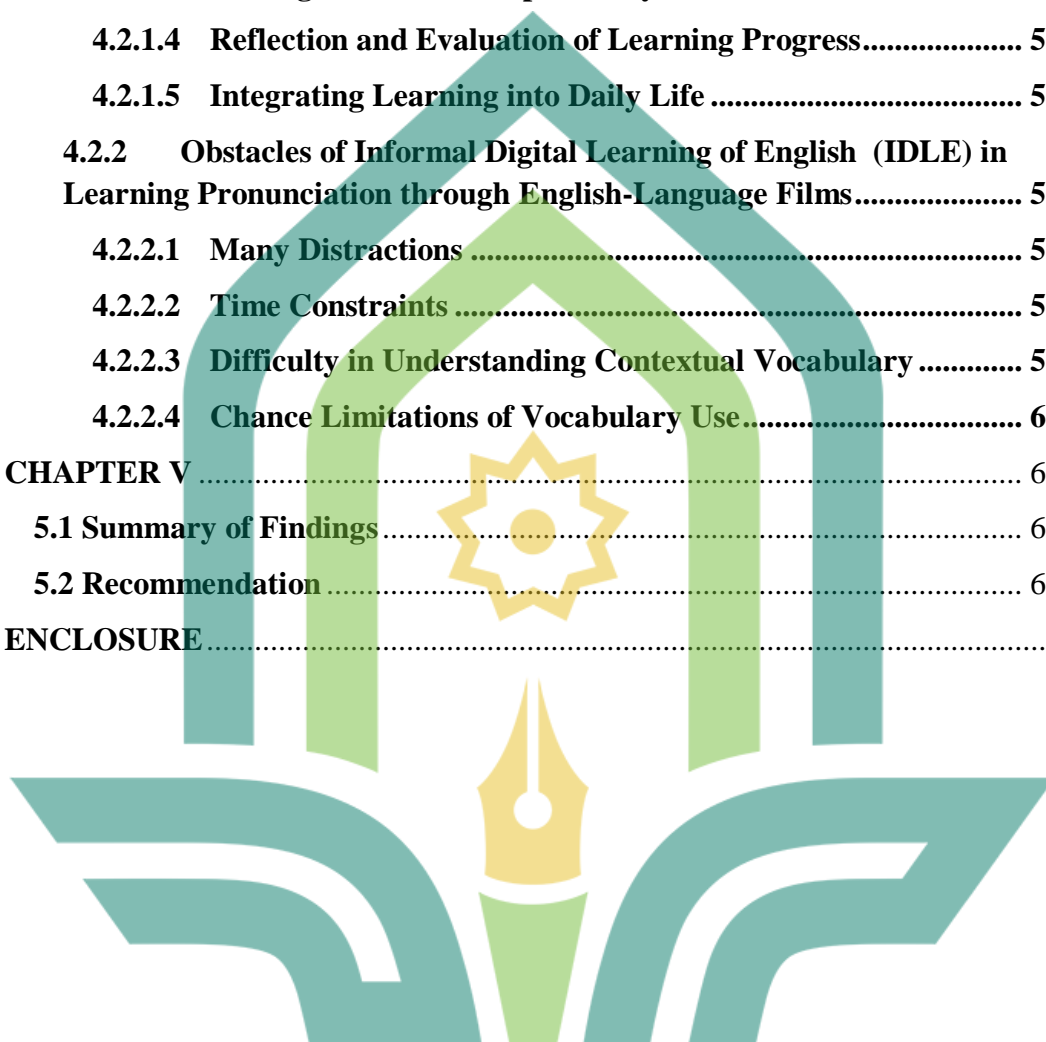 4.2.1.4 Reflection and Evaluation of Learning Progress.................... 5
4.2.1.5 Integrating Learning into Daily Life ....................................... 5
4.2.2 Obstacles of Informal Digital Learning of English (IDLE) in
Learning Pronunciation through English-Language Films..................... 5
4.2.2.1 Many Distractions ..................................................................... 5
4.2.2.2 Time Constraints ....................................................................... 5
4.2.2.3 Difficulty in Understanding Contextual Vocabulary ............. 5
4.2.2.4 Chance Limitations of Vocabulary Use................................... 6
CHAPTER V ....................................................................................................... 6
5.1 Summary of Findings................................................................................ 6
5.2 Recommendation ....................................................................................... 6
ENCLOSURE.........................................................................................................